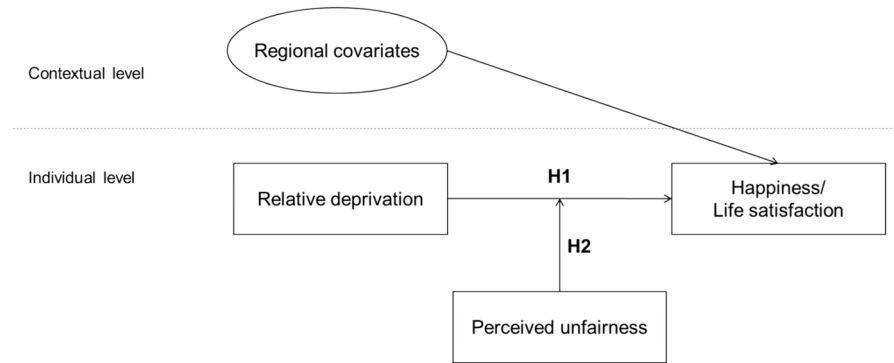 Regional covariates
Contextual level
Individual level
Relative deprivation
H1
Happiness/
Life satisfaction
H2
Perceived unfairness